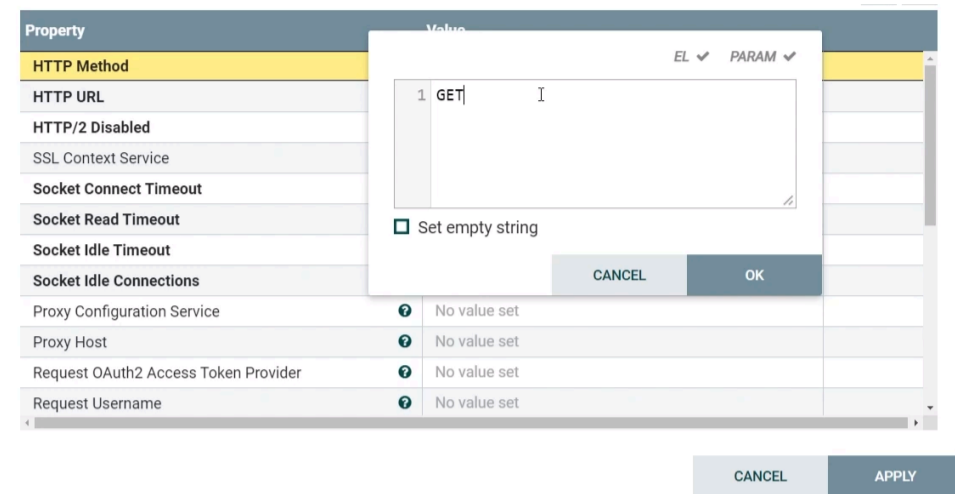 Property Value
EL PARAM
HTTP Method
1 GET
HTTP URL
HTTP/2 Disabled
SSL Context Service
Socket Connect Timeout
Socket Read Timeout
Set empty string
Socket Idle Timeout
CANCEL OK
Socket Idle Connections
Proxy Configuration Service ? No value set
Proxy Host ? No value set
Request OAuth2 Access Token Provider ? No value set
Request Username ? No value set
CANCEL APPLY